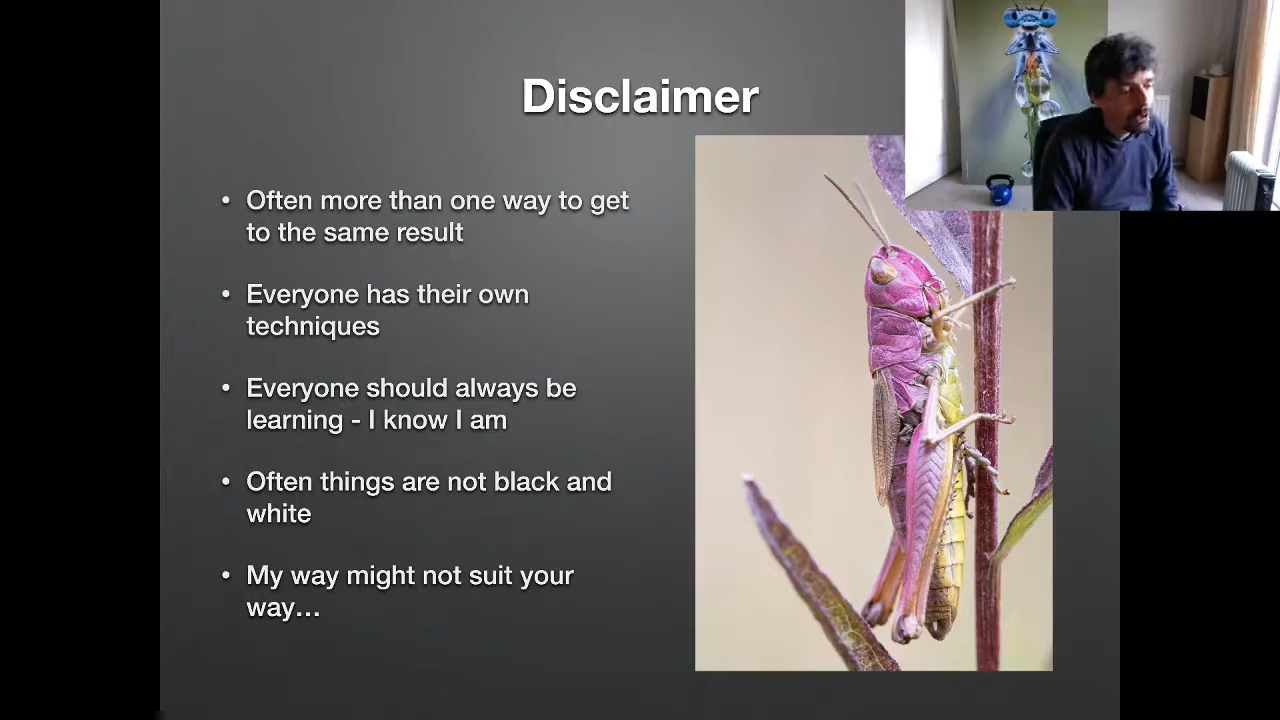 Disclaimer
• Often more than one way to get
to the same result
• Everyone has their own
techniques
• Everyone should always be
learning - I know I am
• Often things are not black and
white
• My way might not suit your
way…